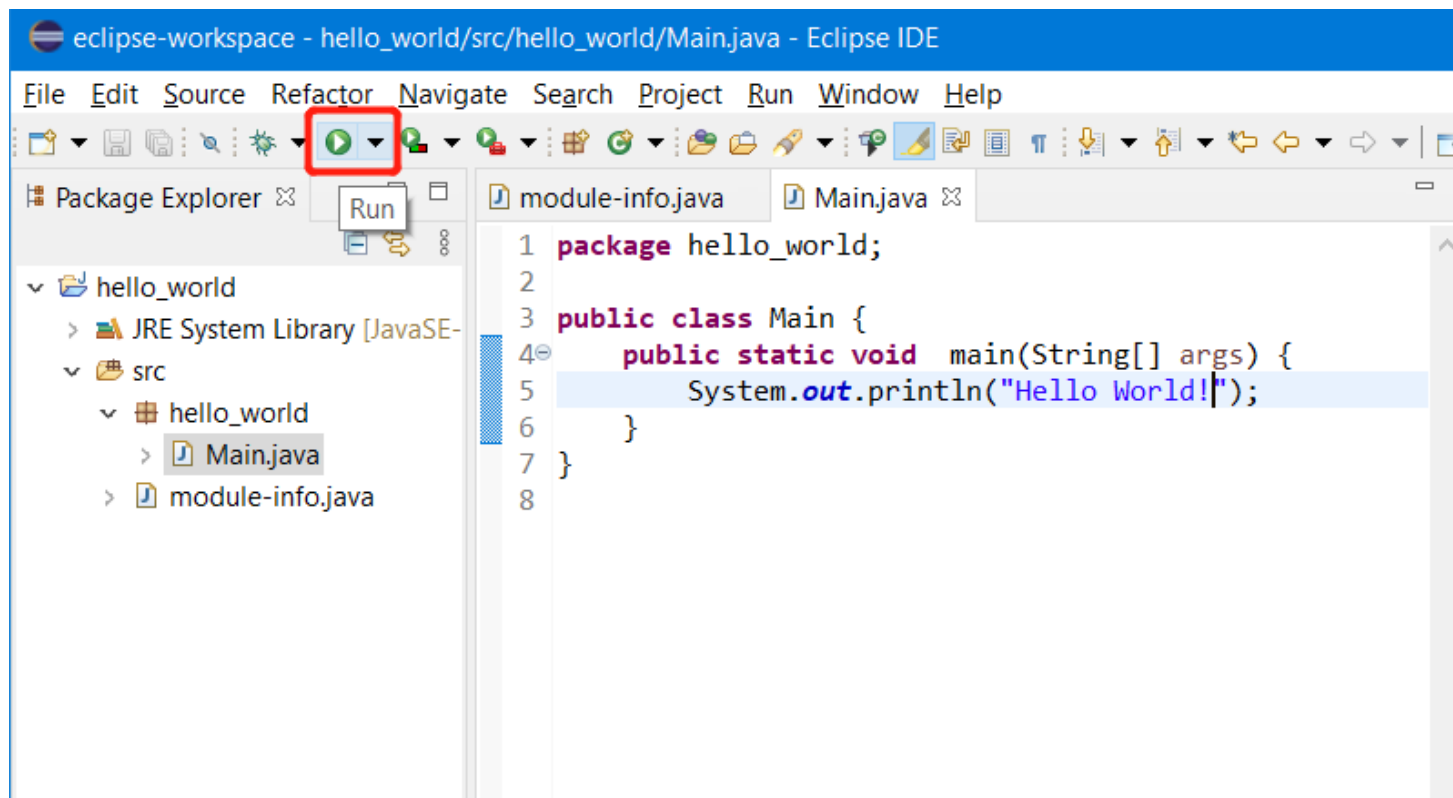 eclipse-workspace - hello_world/src/hello_world/Main.java - Eclipse IDE
File Edit Source Refactor Navigate Search Project Run Window Help
Package Explorer
Run
module-info.java Main.java
hello_world
JRE System Library [JavaSE-
src
hello_world
Main.java
module-info.java
1 package hello_world;
2
3 public class Main {
4 public static void  main(String[] args) {
5 System.out.println("Hello World!");
6 }
7 }
8